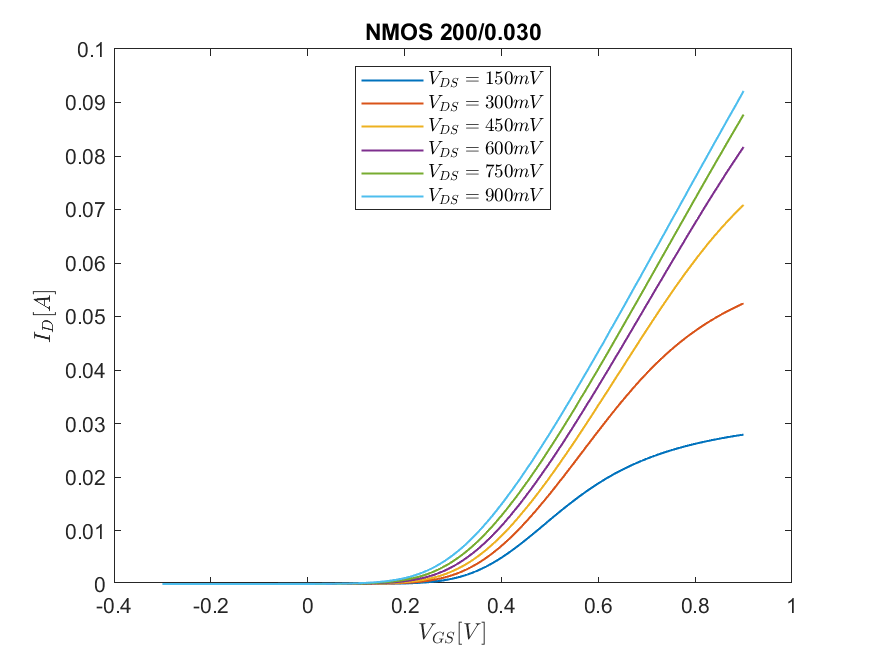 NMOS 200/0.030
0.1
0.09
0.08
0.07
0.06
0.05
0.04
0.03
0.02
0.01
0
I_D[A]
V_DS = 150mV
V_DS = 300mV
V_DS = 450mV
V_DS = 600mV
V_DS = 750mV
V_DS = 900mV
-0.4 -0.2 0 0.2 0.4 0.6 0.8 1
V_GS[V]